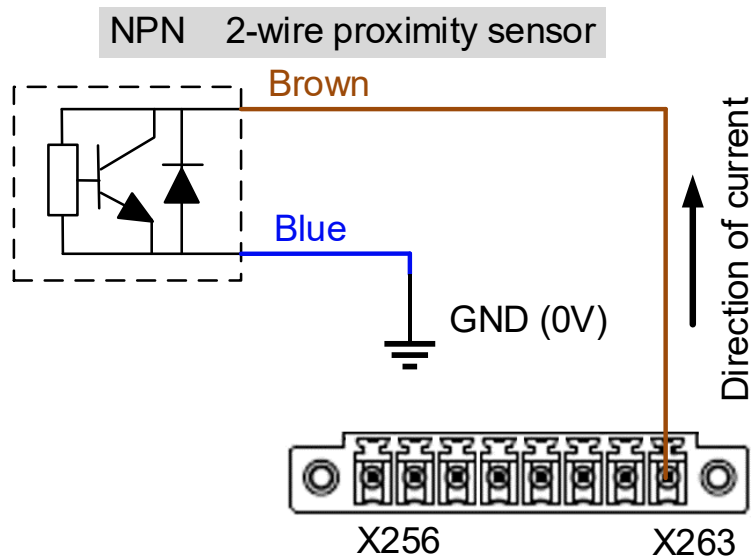 NPN 2-wire proximity sensor
Brown
Blue
GND (0V)
Direction of current
X256
X263